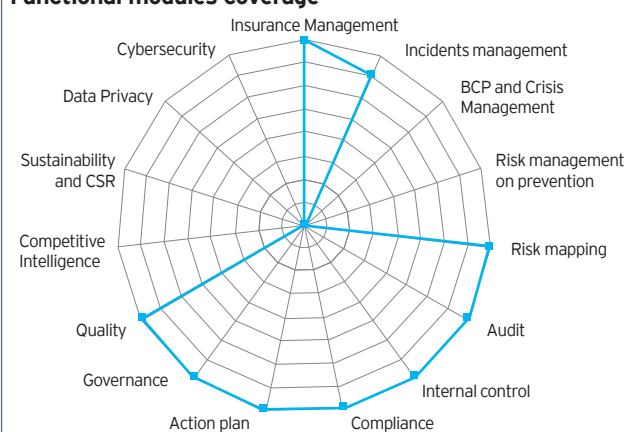 Functional modules coverage
Insurance Management
Cybersecurity
Incidents management
Data Privacy
BCP and Crisis
Management
Sustainability
and CSR
Risk management
on prevention
Competitive
Intelligence
Risk mapping
Quality
Audit
Governance
Internal control
Action plan
Compliance